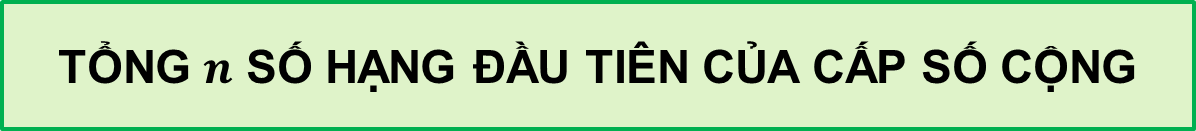 TỔNG n SỐ HẠNG ĐẦU TIÊN CỦA CẤP SỐ CỘNG